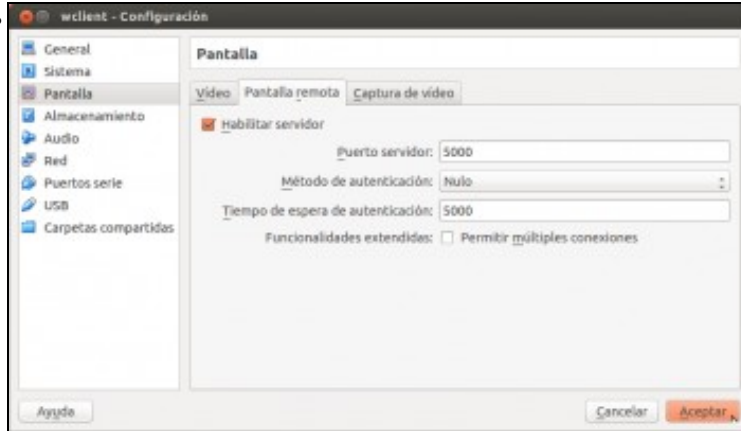 wclient - Configuración
General
Sistema
Pantalla
Almacenamiento
Audio
Red
Puertos serie
USB
Carpetas compartidas
Pantalla
Vídeo Pantalla remota Captura de vídeo
Habilitar servidor
Puerto servidor: 5000
Método de autenticación: Nulo
Tiempo de espera de autenticación: 5000
Funcionalidades extendidas: Permitir múltiples conexiones
Ayuda Cancelar Aceptar